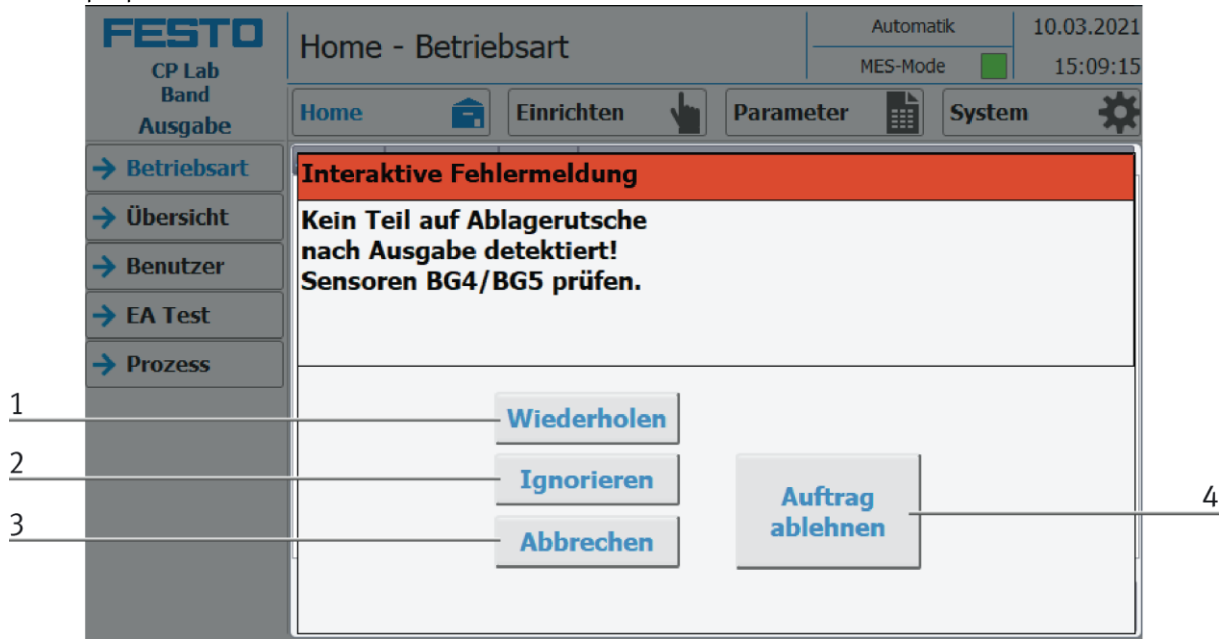 FESTO
CP Lab
Band
Ausgabe
Home - Betriebsart
Automatik
MES-Mode
10.03.2021
15:09:15
Home
Einrichten
Parameter
System
Betriebsart
Übersicht
Benutzer
EA Test
Prozess
Interaktive Fehlermeldung
Kein Teil auf Ablagerutsche
nach Ausgabe detektiert!
Sensoren BG4/BG5 prüfen.
1
Wiederholen
2
Ignorieren
3
Abbrechen
Auftrag
ablehnen
4